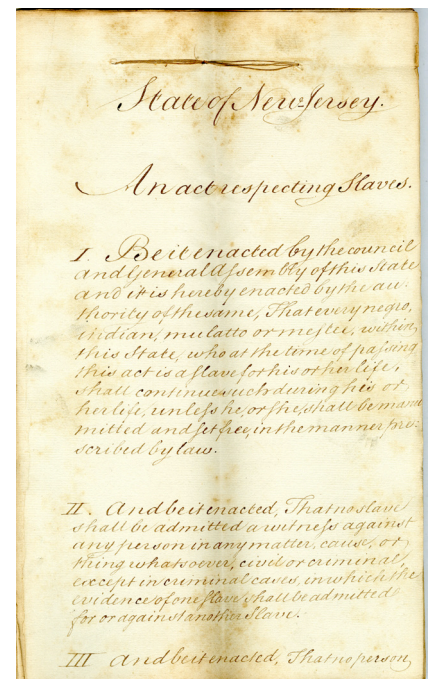 State of New-Jersey.
An act respecting Slaves.
I. Be it enacted by the council
and General Assembly of this State
and it is hereby enacted by the au-
thority of the same, That every negro,
indian, mulatto or mestee, within
this State, who at the time of passing
this act is a slave for his or her life,
shall continue such during his or
her life, unless he, or she, shall be manu
mitted and set free, in the manner pre-
scribed by law.
II. And be it enacted, That no slave
shall be admitted a witness against
any person in any matter, cause, or
thing whatsoever, civil or criminal,
except in criminal cases, in which the
evidence of one slave shall be admitted
for or against another Slave.
III And be it enacted, That no person